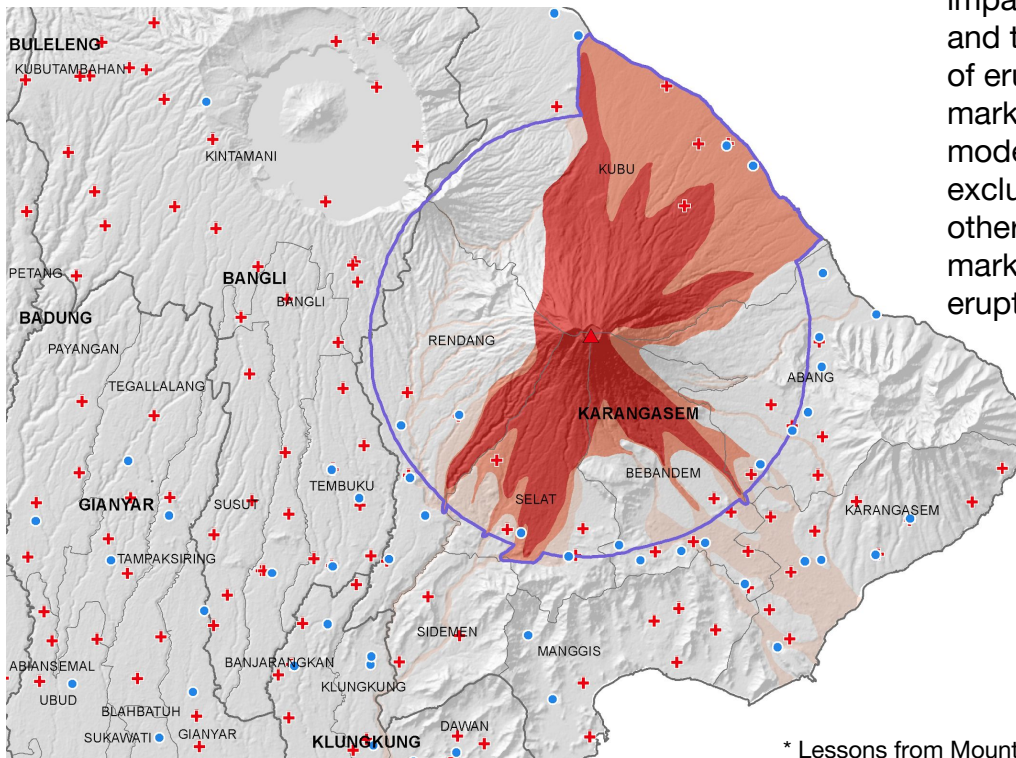 impa
and t
of eru
mark
mode
exclu
other
mark
erupt
BULELENG
KUBUTAMBAHAN
KINTAMANI
KUBU
PETANG
BANGLI
BANGLI
BADUNG
PAYANGAN
RENDANG
TEGALLALANG
ABANG
KARANGASEM
BEBANDEM
TEMBUKU
SELAT
GIANYAR
SUSUT
KARANGASEM
TAMPAKSIRING
SIDEMEN
MANGGIS
BANJARANGKAN
ABIANSEMAL
KLUNGKUNG
UBUD
BLAHBATUH
DAWAN
SUKAWATI
GIANYAR
KLUNGKUNG
* Lessons from Mount